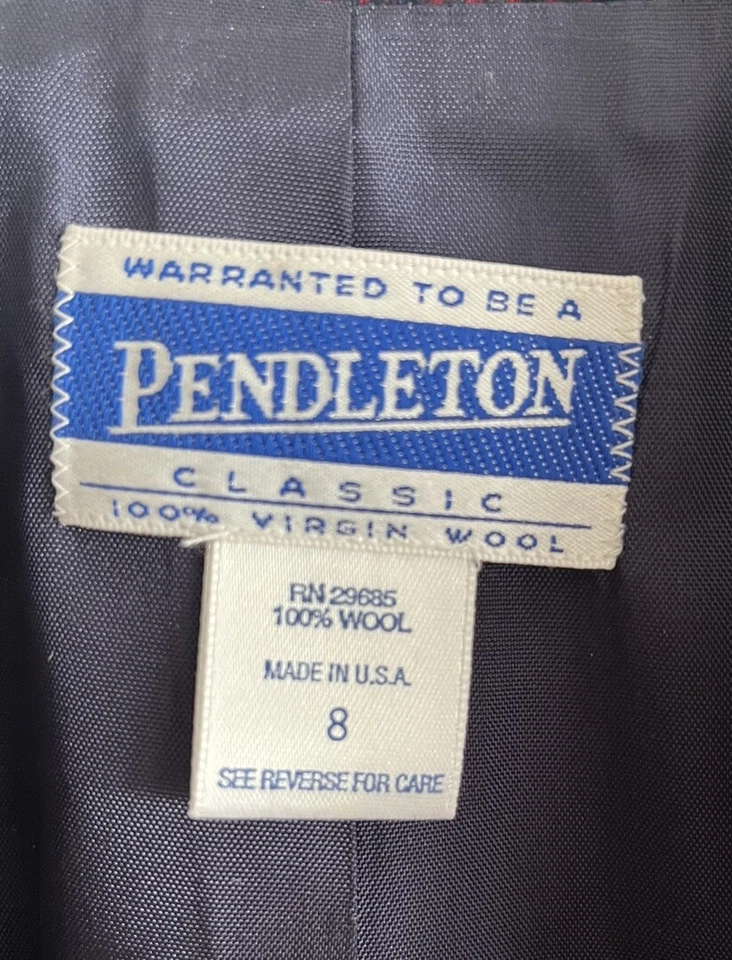 WARRANTED TO BE A
PENDLETON
CLASSIC
100% VIRGIN WOOL
RN 29685
100% WOOL
MADE IN U.S.A.
8
SEE REVERSE FOR CARE